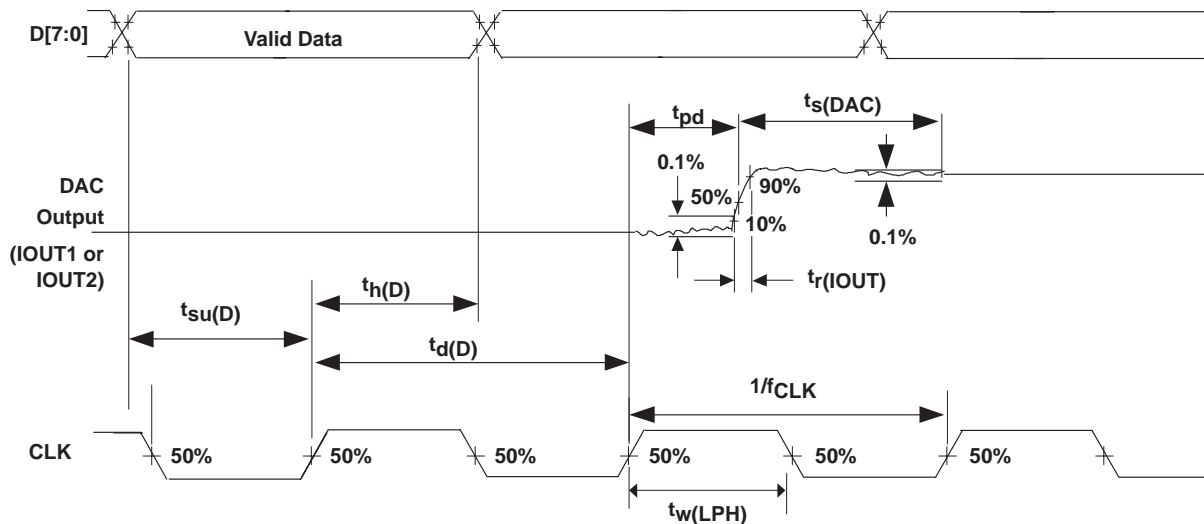 D[7:0]
Valid Data
tpd
ts(DAC)
0.1%
DAC
Output
(IOUT1 or
IOUT2)
50%
90%
10%
0.1%
tr(IOUT)
th(D)
tsu(D)
td(D)
1/fCLK
CLK
50%
50%
50%
50%
50%
50%
tw(LPH)